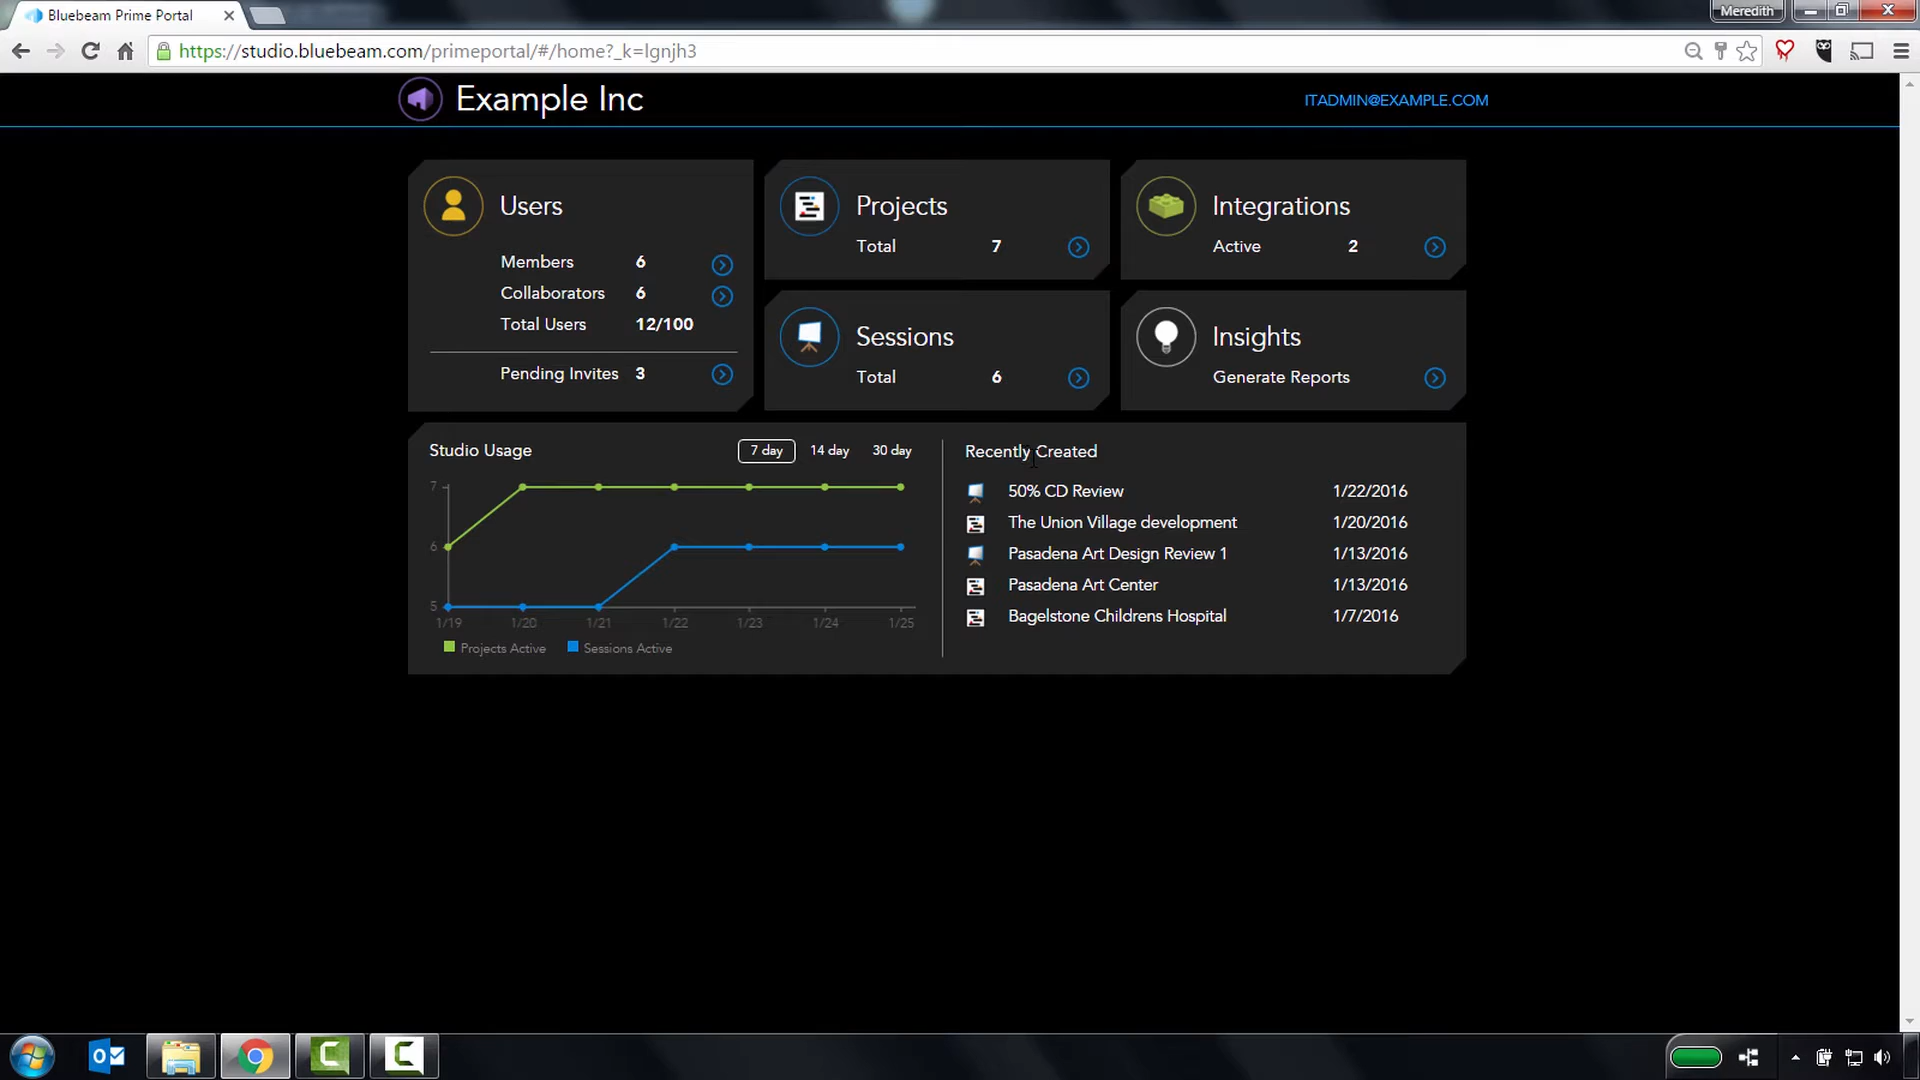 Bluebeam Prime Portal
Meredith
https://studio.bluebeam.com/primeportal/#/home?_k=lgnjh3
Example Inc
ITADMIN@EXAMPLE.COM
Users
Members 6
Collaborators 6
Total Users 12/100
Pending Invites 3
Projects
Total 7
Integrations
Active 2
Sessions
Total 6
Insights
Generate Reports
Studio Usage
7 day 14 day 30 day
7
6
5
1/19 1/20 1/21 1/22 1/23 1/24 1/25
Projects Active Sessions Active
Recently Created
50% CD Review 1/22/2016
The Union Village development 1/20/2016
Pasadena Art Design Review 1 1/13/2016
Pasadena Art Center 1/13/2016
Bagelstone Childrens Hospital 1/7/2016